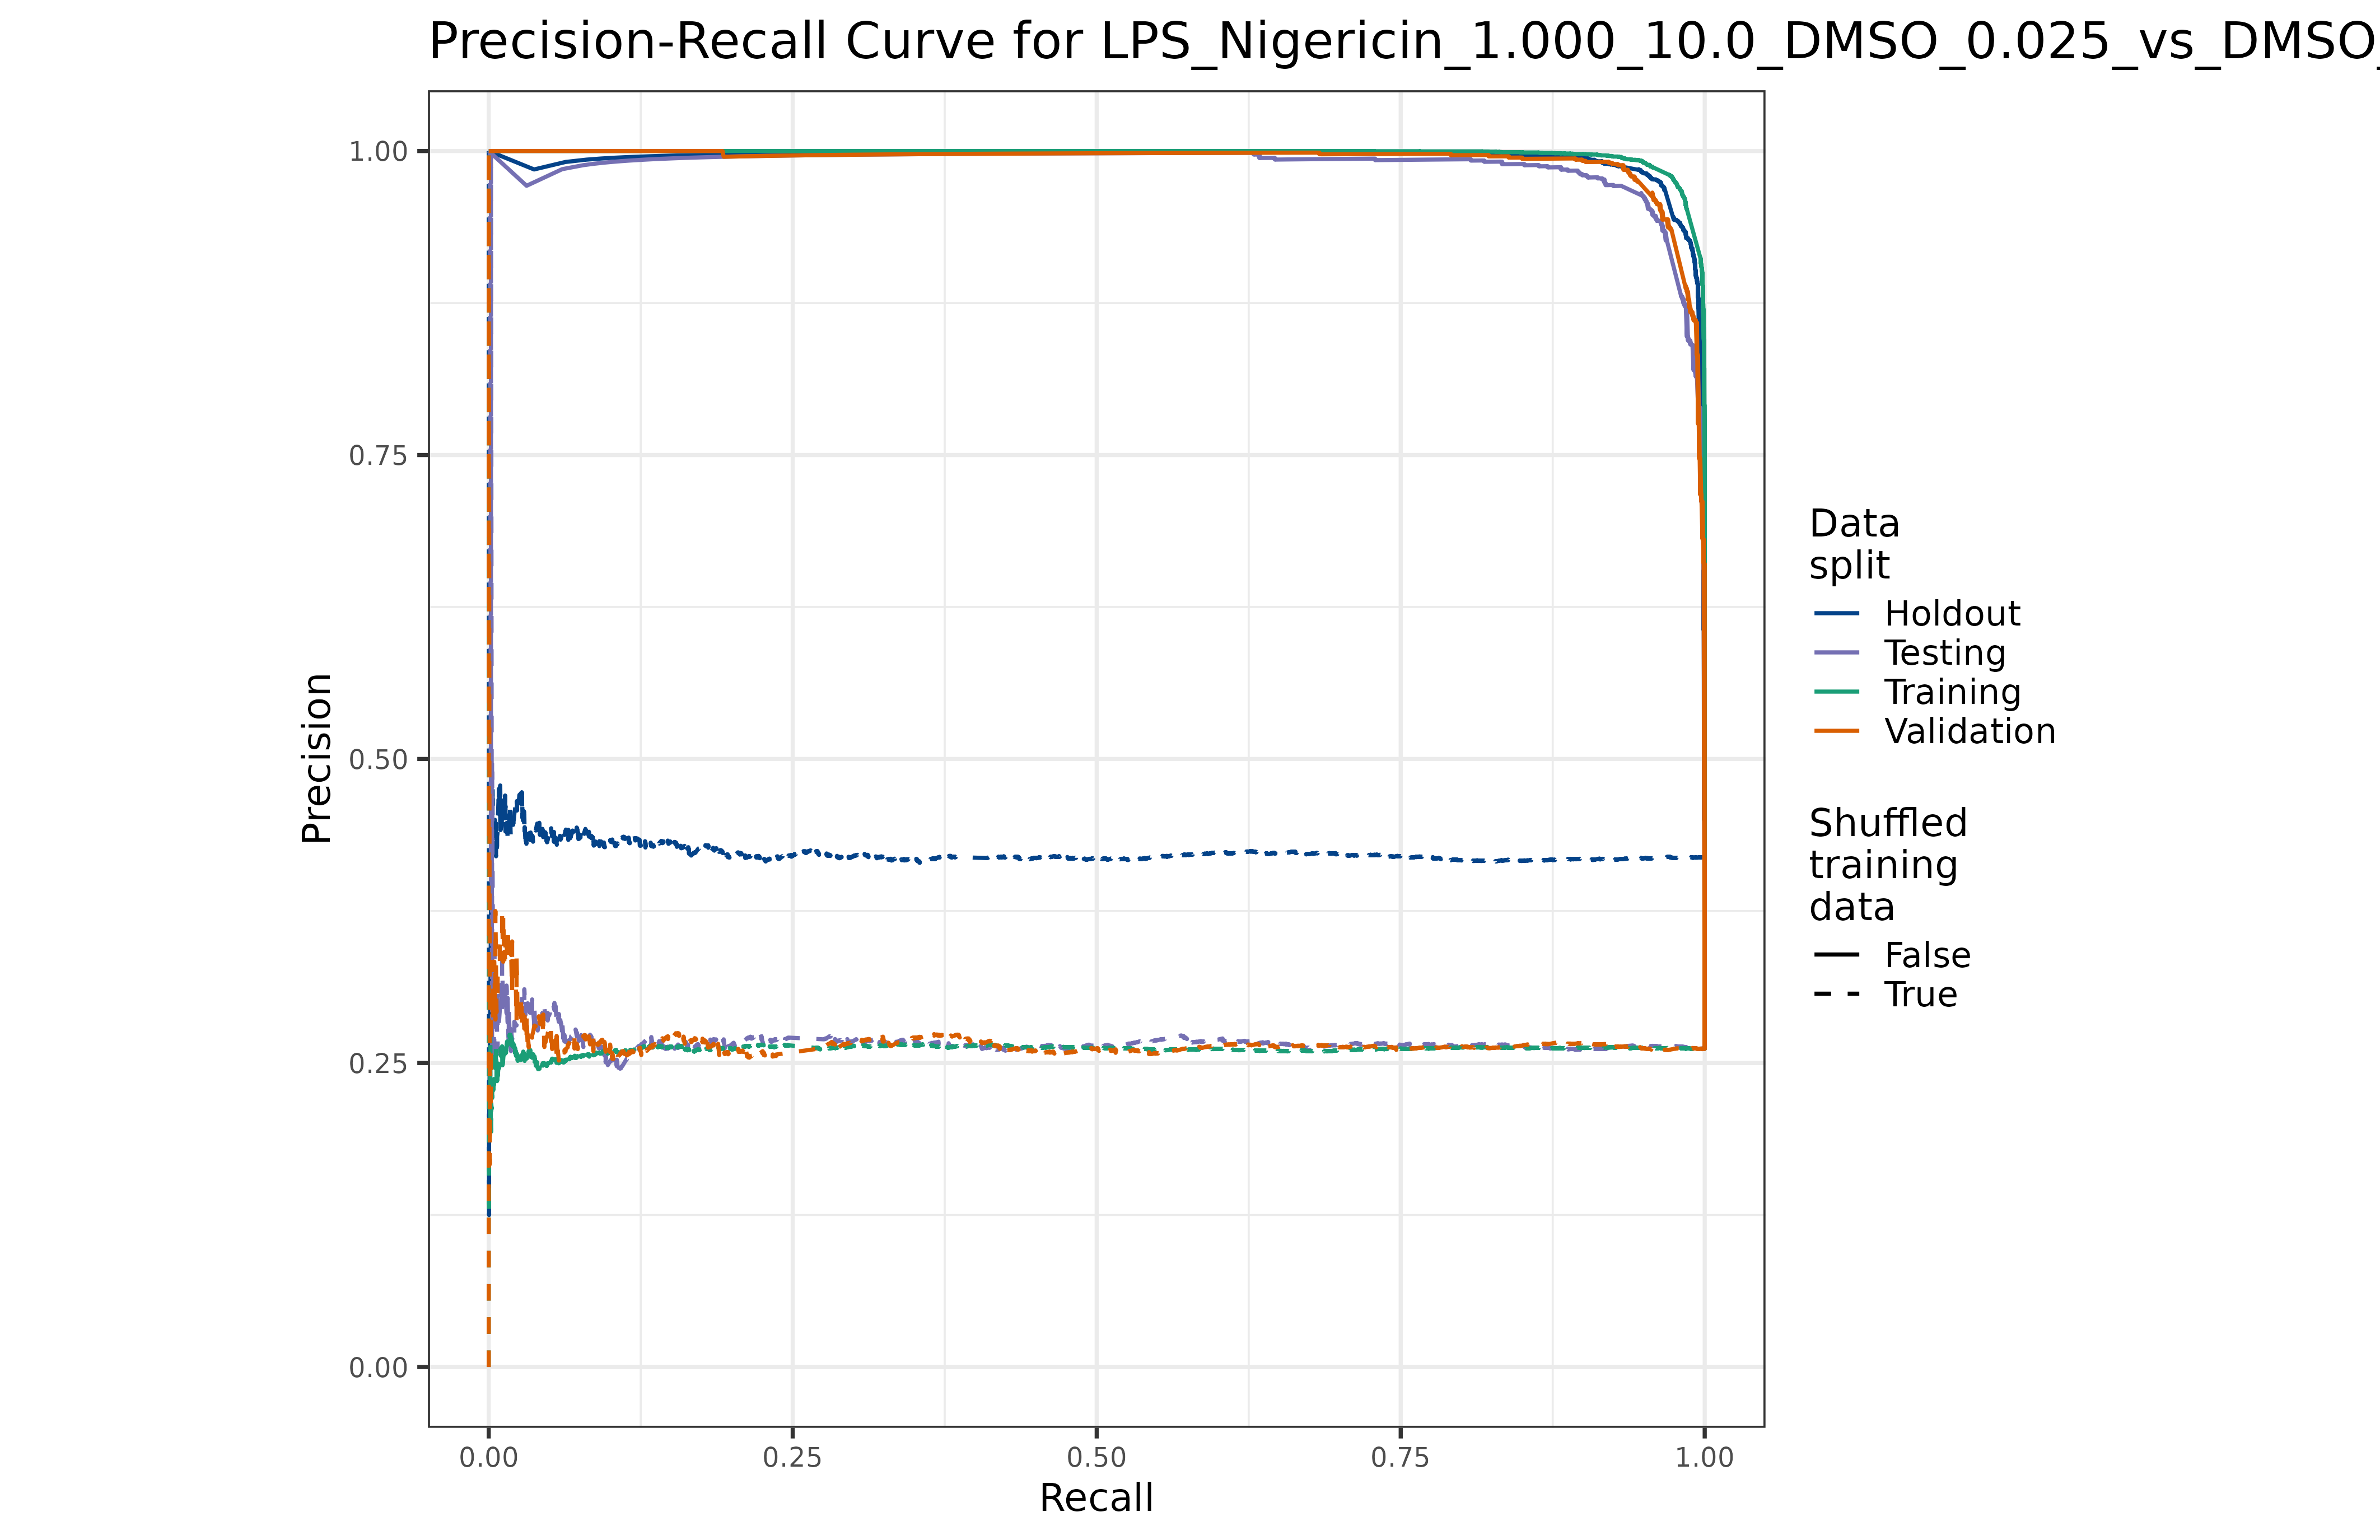 Precision-Recall Curve for LPS_Nigericin_1.000_10.0_DMSO_0.025_vs_DMSO_
1.00
0.75
0.50
0.25
0.00
Precision
0.00 0.25 0.50 0.75 1.00
Recall
Data
split
Holdout
Testing
Training
Validation
Shuffled
training
data
False
True